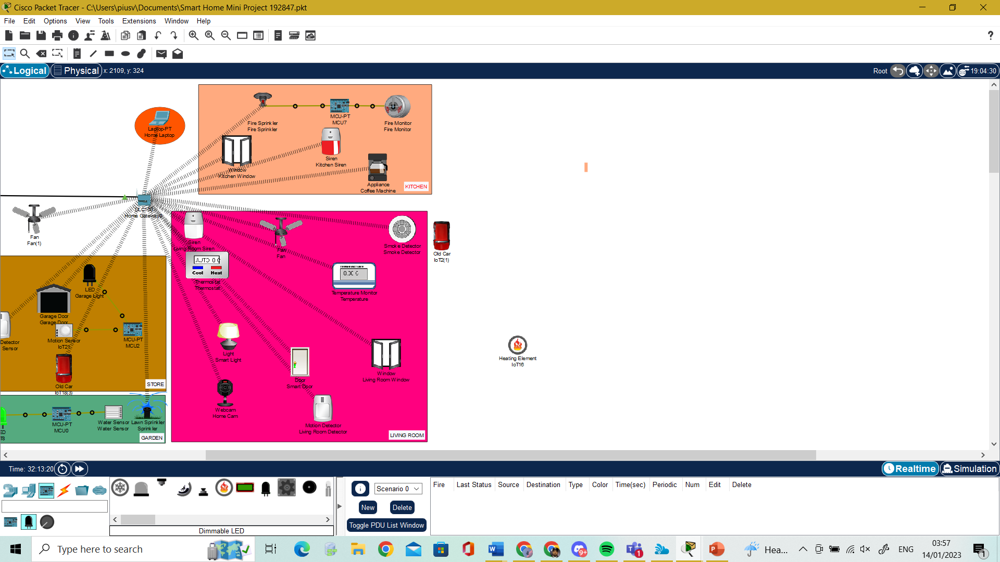 Cisco Packet Tracer - C:\Users\piusv\Documents\Smart Home Mini Project 192847.pkt
File Edit Options View Tools Extensions Window Help
?
Logical Physical x: 2109, y: 324
Root 19:04:30
MCU-PT
MCU7
Fire Sprinkler
Fire Sprinkler
Fire Monitor
Fire Monitor
Laptop-PT
Home Laptop
Siren
Kitchen Siren
Window
Kitchen Window
Appliance
Coffee Machine
KITCHEN
DLC100
Home Gateway0
Fan
Fan(1)
Siren
Living Room Siren
Fan
Fan
Smoke Detector
Smoke Detector
Old Car
IoT2(1)
AUTO 0.0
Cool Heat
Thermostat
Thermostat
TEMPERATURE
0.00 C
Temperature Monitor
Temperature
LED
Garage Light
Garage Door
Garage Door
Motion Sensor
IoT21
MCU-PT
MCU2
Detector
Sensor
Old Car
IoT18(3)
STORE
Light
Smart Light
Door
Smart Door
Window
Living Room Window
Heating Element
IoT16
Webcam
Home Cam
Motion Detector
Living Room Detector
LIVING ROOM
MCU-PT
MCU0
Water Sensor
Water Sensor
Lawn Sprinkler
Sprinkler
ED
T8
GARDEN
Time: 32:13:20
Realtime Simulation
Scenario 0
New Delete
Toggle PDU List Window
Fire Last Status Source Destination Type Color Time(sec) Periodic Num Edit Delete
Dimmable LED
Type here to search
Hea...
ENG
03:57
14/01/2023
1